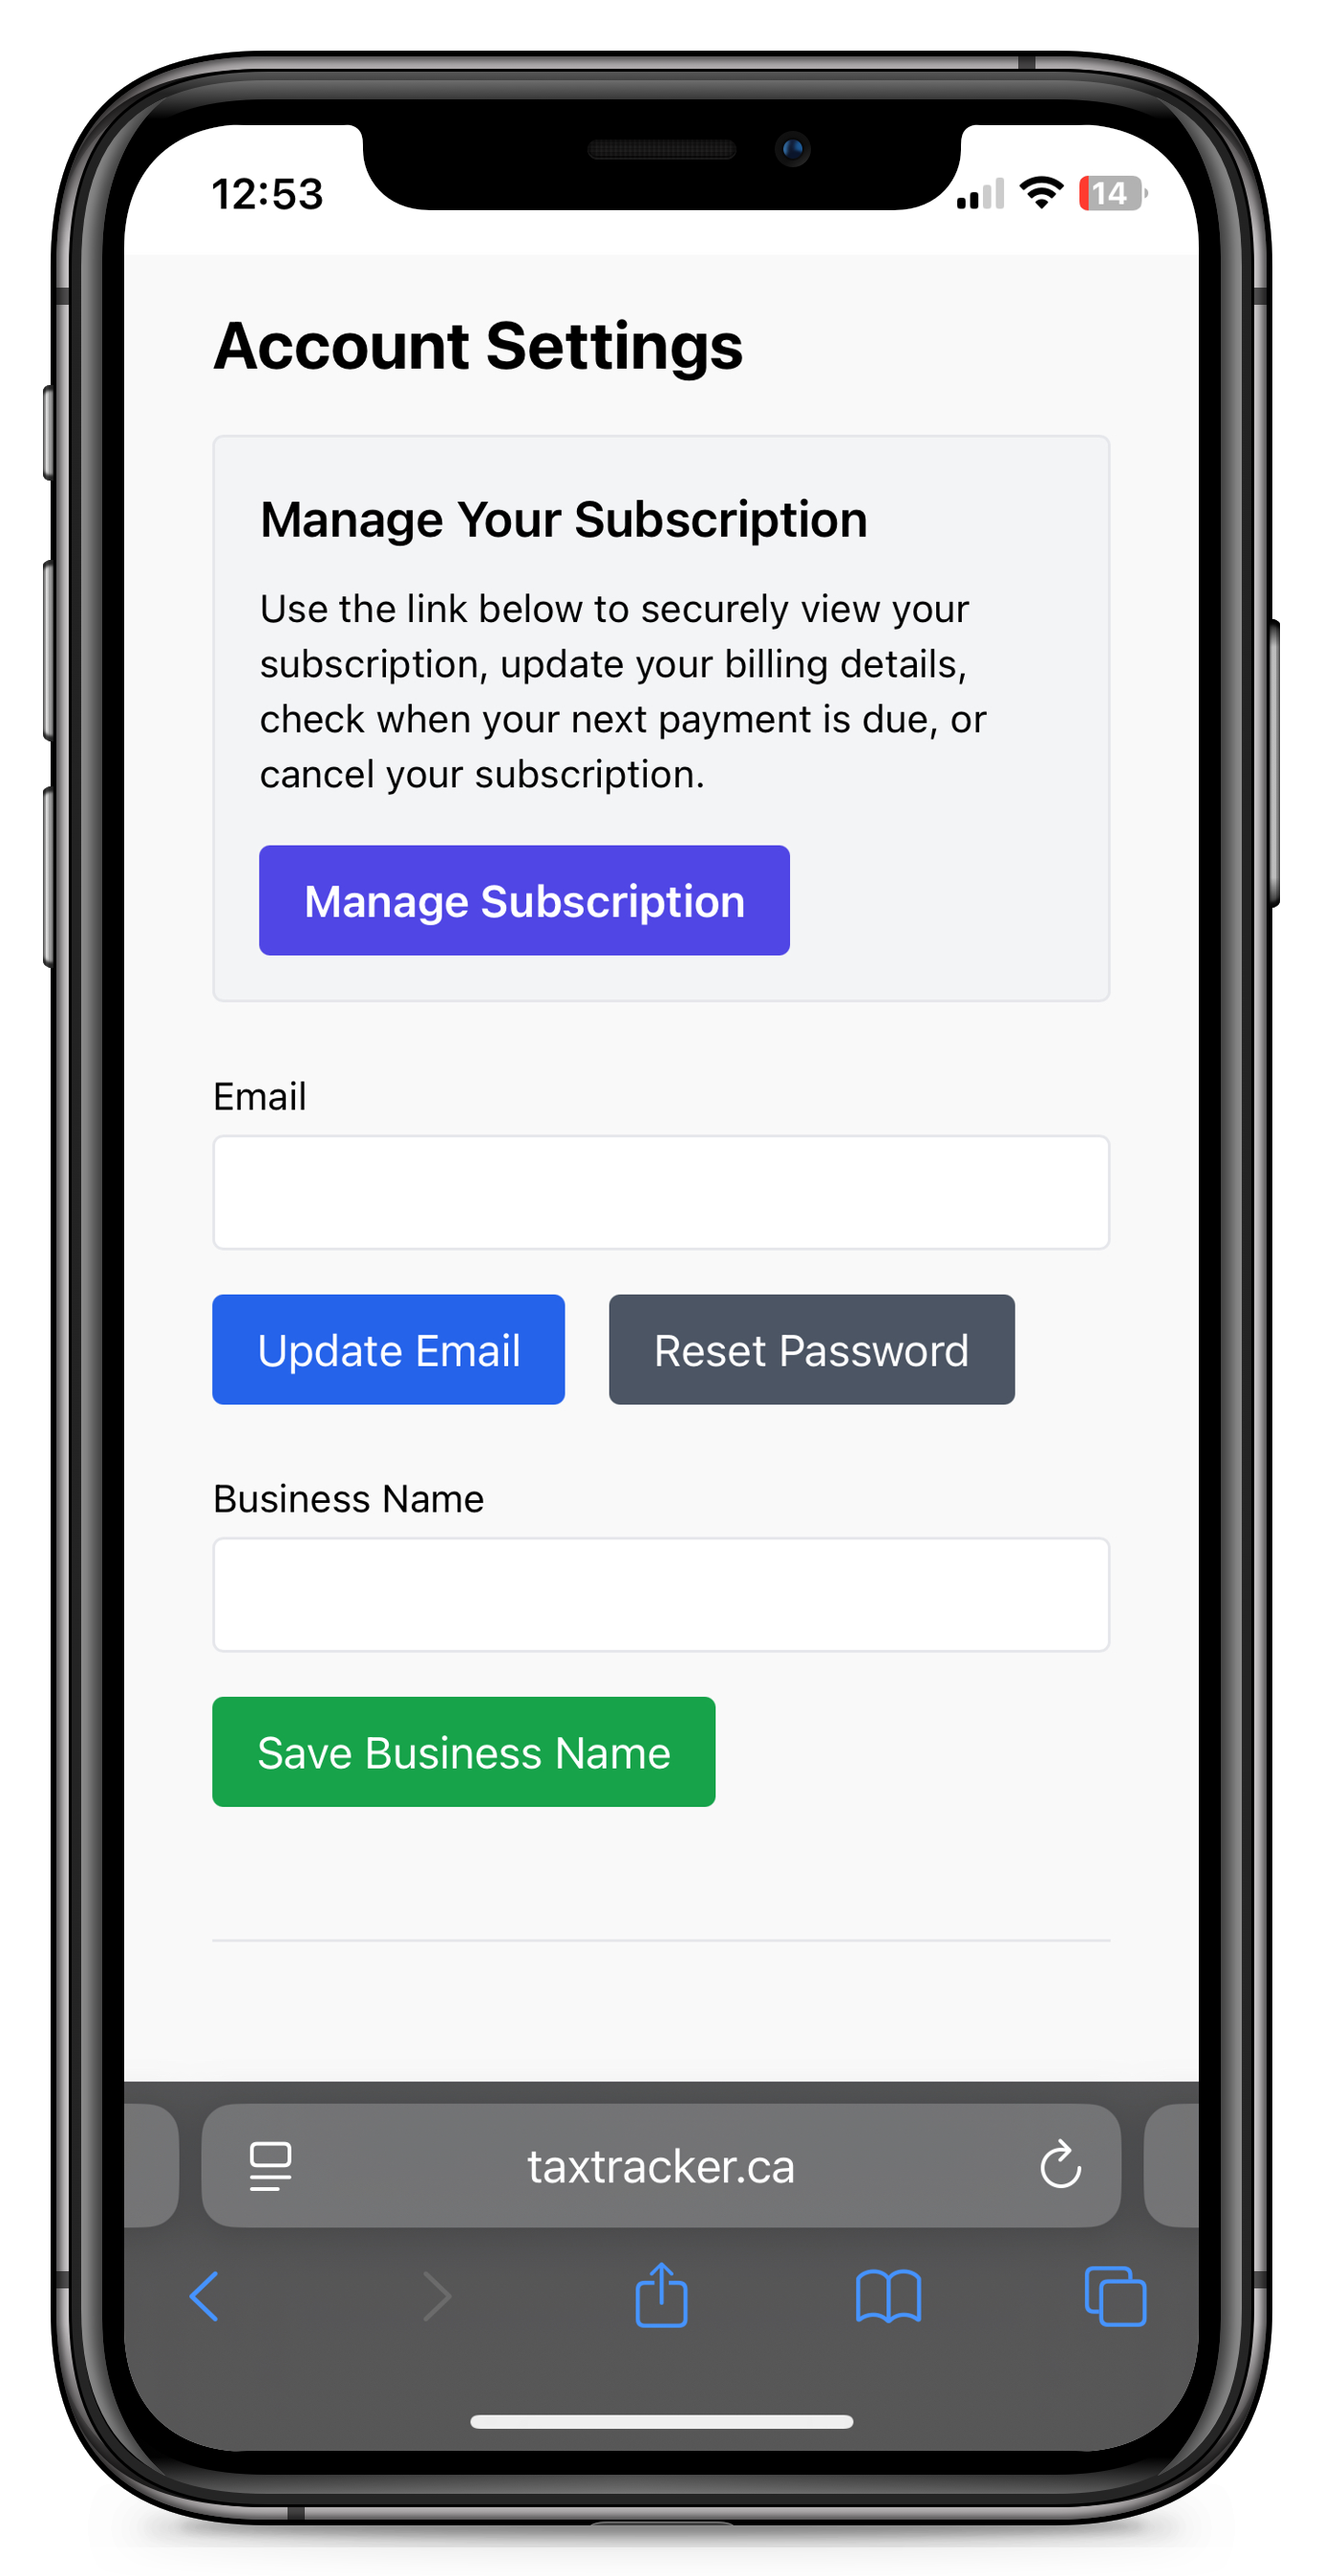 12:53
14
Account Settings
Manage Your Subscription
Use the link below to securely view your
subscription, update your billing details,
check when your next payment is due, or
cancel your subscription.
Manage Subscription
Email
Update Email
Reset Password
Business Name
Save Business Name
taxtracker.ca